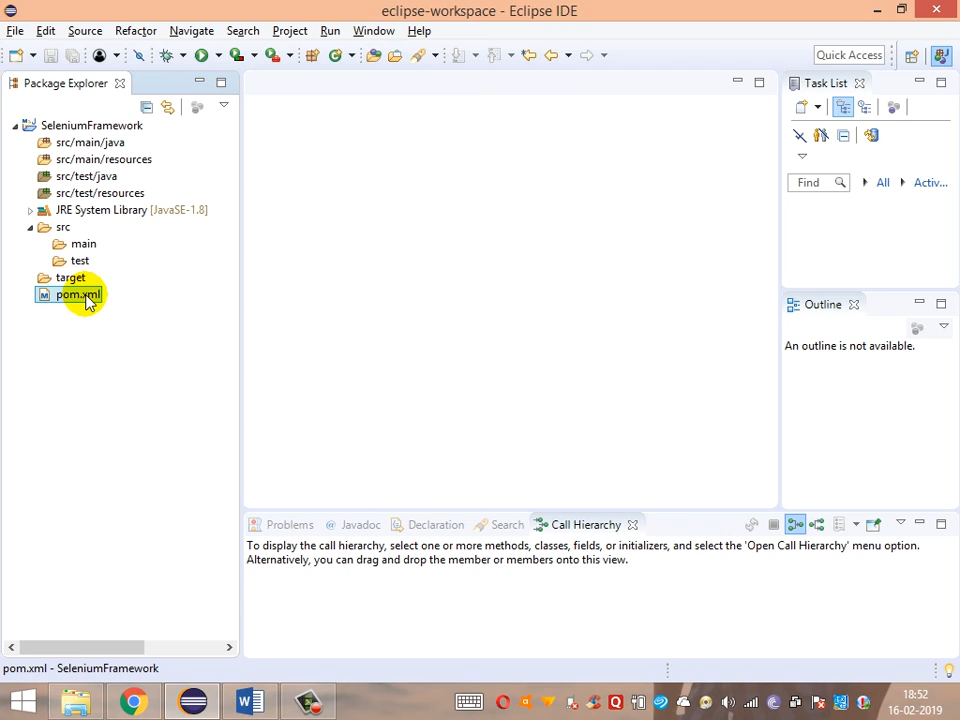 eclipse-workspace - Eclipse IDE
File Edit Source Refactor Navigate Search Project Run Window Help
Quick Access
Package Explorer
SeleniumFramework
src/main/java
src/main/resources
src/test/java
src/test/resources
JRE System Library [JavaSE-1.8]
src
main
test
target
pom.xml
Task List
Find All Activ...
Outline
An outline is not available.
Problems @ Javadoc Declaration Search Call Hierarchy
To display the call hierarchy, select one or more methods, classes, fields, or initializers, and select the 'Open Call Hierarchy' menu option.
Alternatively, you can drag and drop the member or members onto this view.
pom.xml - SeleniumFramework
18:52
16-02-2019